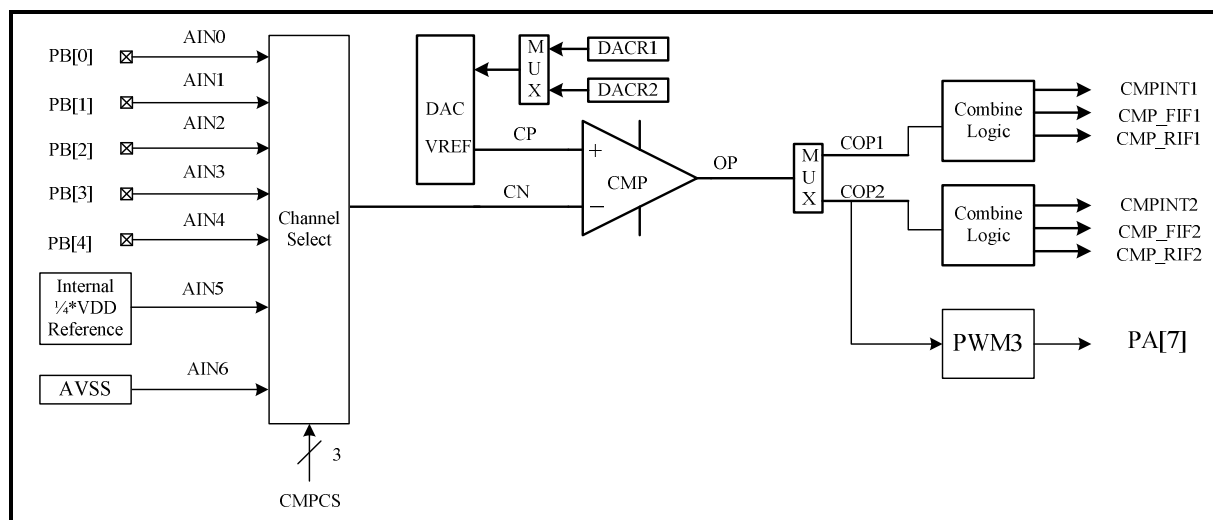 PB[0]
AIN0
PB[1]
AIN1
PB[2]
AIN2
PB[3]
AIN3
PB[4]
AIN4
Internal
¼*VDD
Reference
AIN5
AVSS
AIN6
Channel
Select
3
CMPCS
DAC
VREF
MUX
DACR1
DACR2
CP
CN
+
−
CMP
OP
MUX
COP1
COP2
Combine
Logic
CMPINT1
CMP_FIF1
CMP_RIF1
Combine
Logic
CMPINT2
CMP_FIF2
CMP_RIF2
PWM3
PA[7]